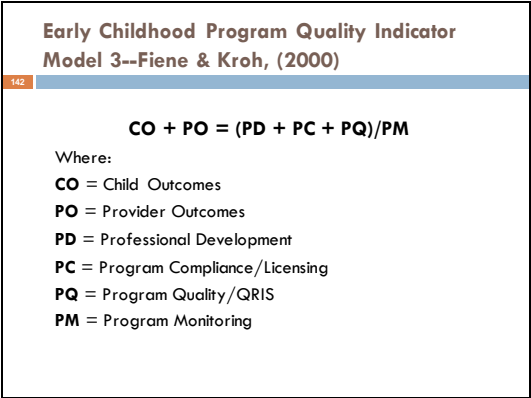 Early Childhood Program Quality Indicator
Model 3--Fiene & Kroh, (2000)
142
CO + PO = (PD + PC + PQ)/PM
Where:
CO = Child Outcomes
PO = Provider Outcomes
PD = Professional Development
PC = Program Compliance/Licensing
PQ = Program Quality/QRIS
PM = Program Monitoring